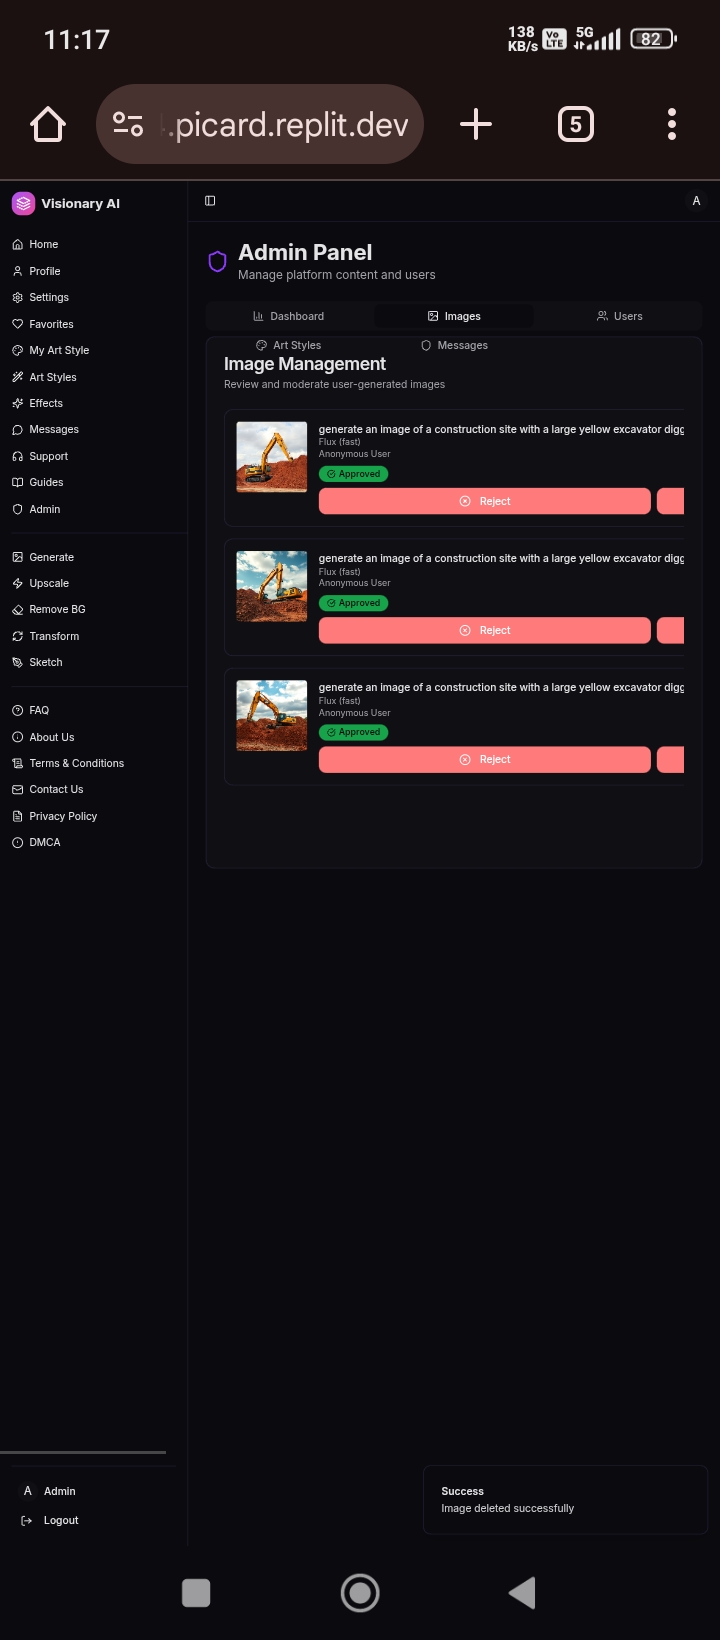 11:17
138 KB/s Vo LTE 5G 82
.picard.replit.dev
5
Visionary AI
A
Home
Profile
Settings
Favorites
My Art Style
Art Styles
Effects
Messages
Support
Guides
Admin
Generate
Upscale
Remove BG
Transform
Sketch
FAQ
About Us
Terms & Conditions
Contact Us
Privacy Policy
DMCA
A Admin
Logout
Admin Panel
Manage platform content and users
Dashboard Images Users
Art Styles Messages
Image Management
Review and moderate user-generated images
generate an image of a construction site with a large yellow excavator digg
Flux (fast)
Anonymous User
Approved
Reject
generate an image of a construction site with a large yellow excavator digg
Flux (fast)
Anonymous User
Approved
Reject
generate an image of a construction site with a large yellow excavator digg
Flux (fast)
Anonymous User
Approved
Reject
Success
Image deleted successfully